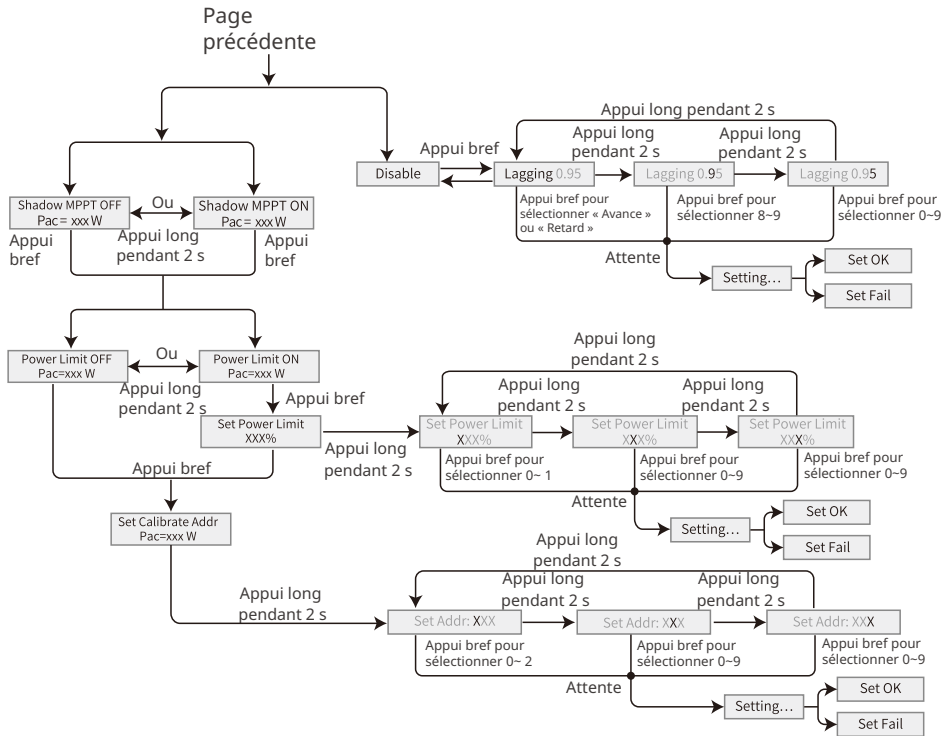 Page
précédente
Appui long pendant 2 s
Appui bref
Appui long
pendant 2 s
Appui long
pendant 2 s
Disable
Lagging 0.95
Lagging 0.95
Lagging 0.95
Appui bref pour
sélectionner « Avance »
ou « Retard »
Appui bref pour
sélectionner 8~9
Appui bref pour
sélectionner 0~9
Attente
Setting…
Set OK
Set Fail
Shadow MPPT OFF
Pac= xxx W
Ou
Shadow MPPT ON
Pac = xxx W
Appui
bref
Appui long
pendant 2 s
Appui
bref
Power Limit OFF
Pac=xxx W
Ou
Power Limit ON
Pac=xxx W
Appui long
pendant 2 s
Appui bref
Set Power Limit
XXX%
Appui long
pendant 2 s
Appui long
pendant 2 s
Appui long
pendant 2 s
Appui long
pendant 2 s
Set Power Limit
XXX%
Set Power Limit
XXX%
Set Power Limit
XXX%
Appui bref pour
sélectionner 0~ 1
Appui bref pour
sélectionner 0~9
Appui bref pour
sélectionner 0~9
Attente
Setting…
Set OK
Set Fail
Appui bref
Set Calibrate Addr
Pac=xxx W
Appui long
pendant 2 s
Appui long
pendant 2 s
Appui long
pendant 2 s
Appui long
pendant 2 s
Set Addr: XXX
Set Addr: XXX
Set Addr: XXX
Appui bref pour
sélectionner 0~ 2
Appui bref pour
sélectionner 0~9
Appui bref pour
sélectionner 0~9
Attente
Setting…
Set OK
Set Fail